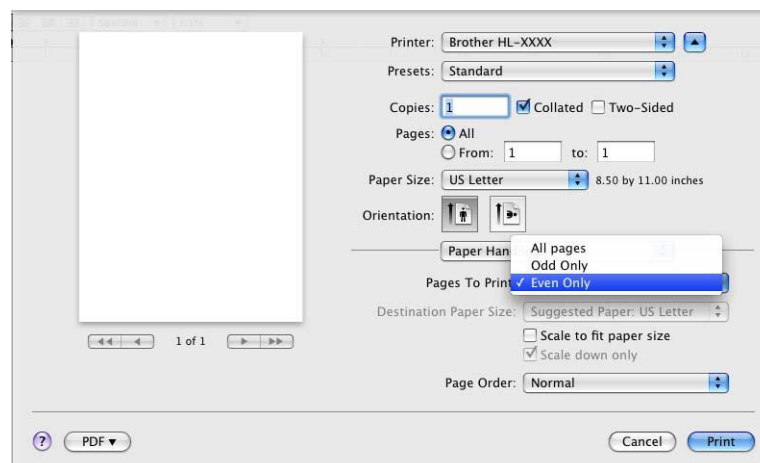 Printer: Brother HL-XXXX
Presets: Standard
Copies: 1 Collated Two-Sided
Pages: All
From: 1 to: 1
Paper Size: US Letter 8.50 by 11.00 inches
Orientation:
Paper Han
All pages
Odd Only
Pages To Print ✓ Even Only
Destination Paper Size: Suggested Paper: US Letter
Scale to fit paper size
1 of 1
Scale down only
Page Order: Normal
? PDF ▼ Cancel Print